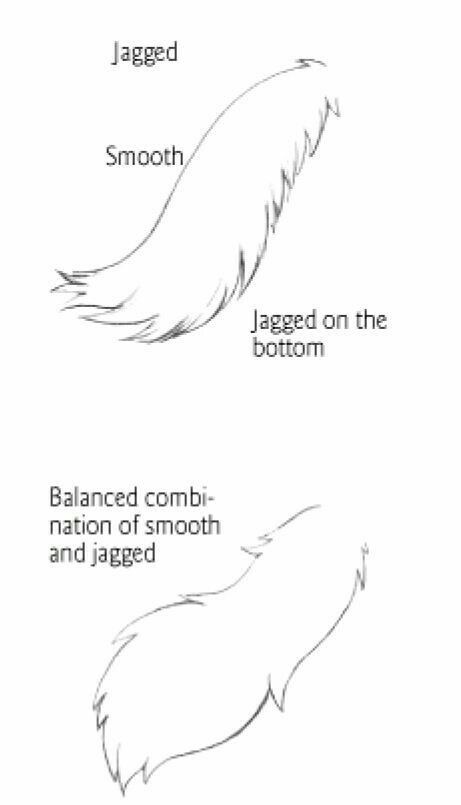 Jagged
Smooth
Jagged on the
bottom
Balanced combi-
nation of smooth
and jagged